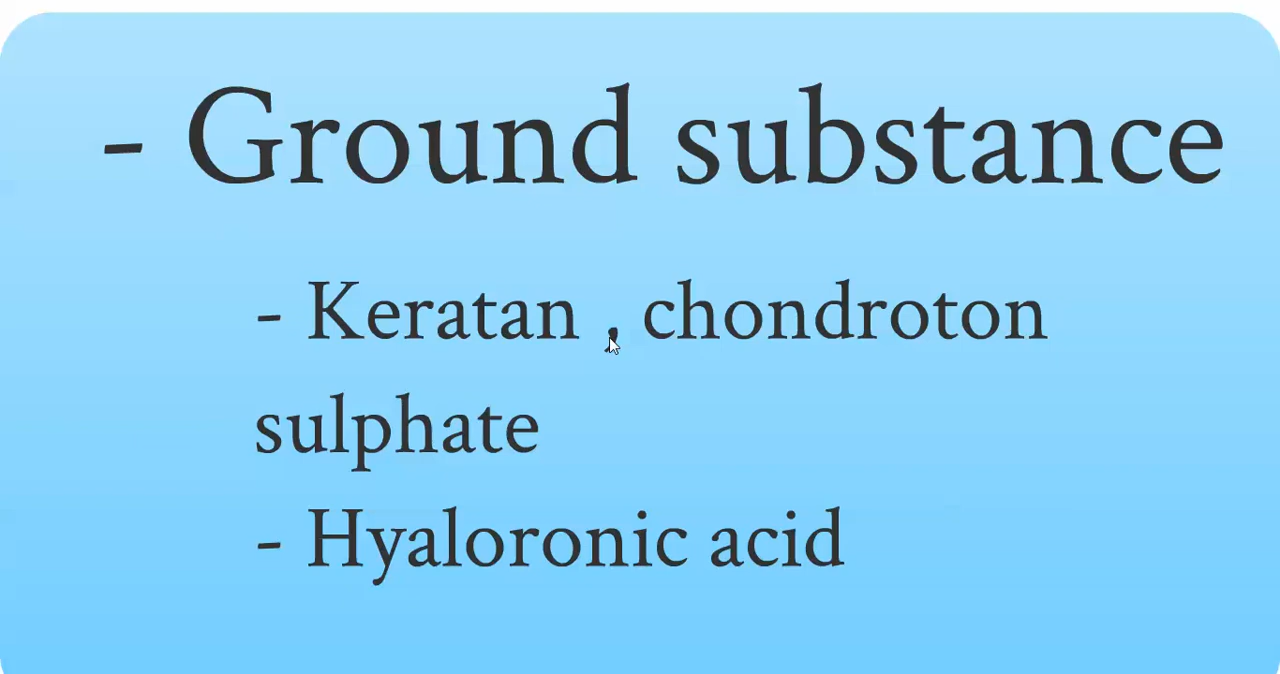 - Ground substance
- Keratan , chondroton
sulphate
- Hyaloronic acid